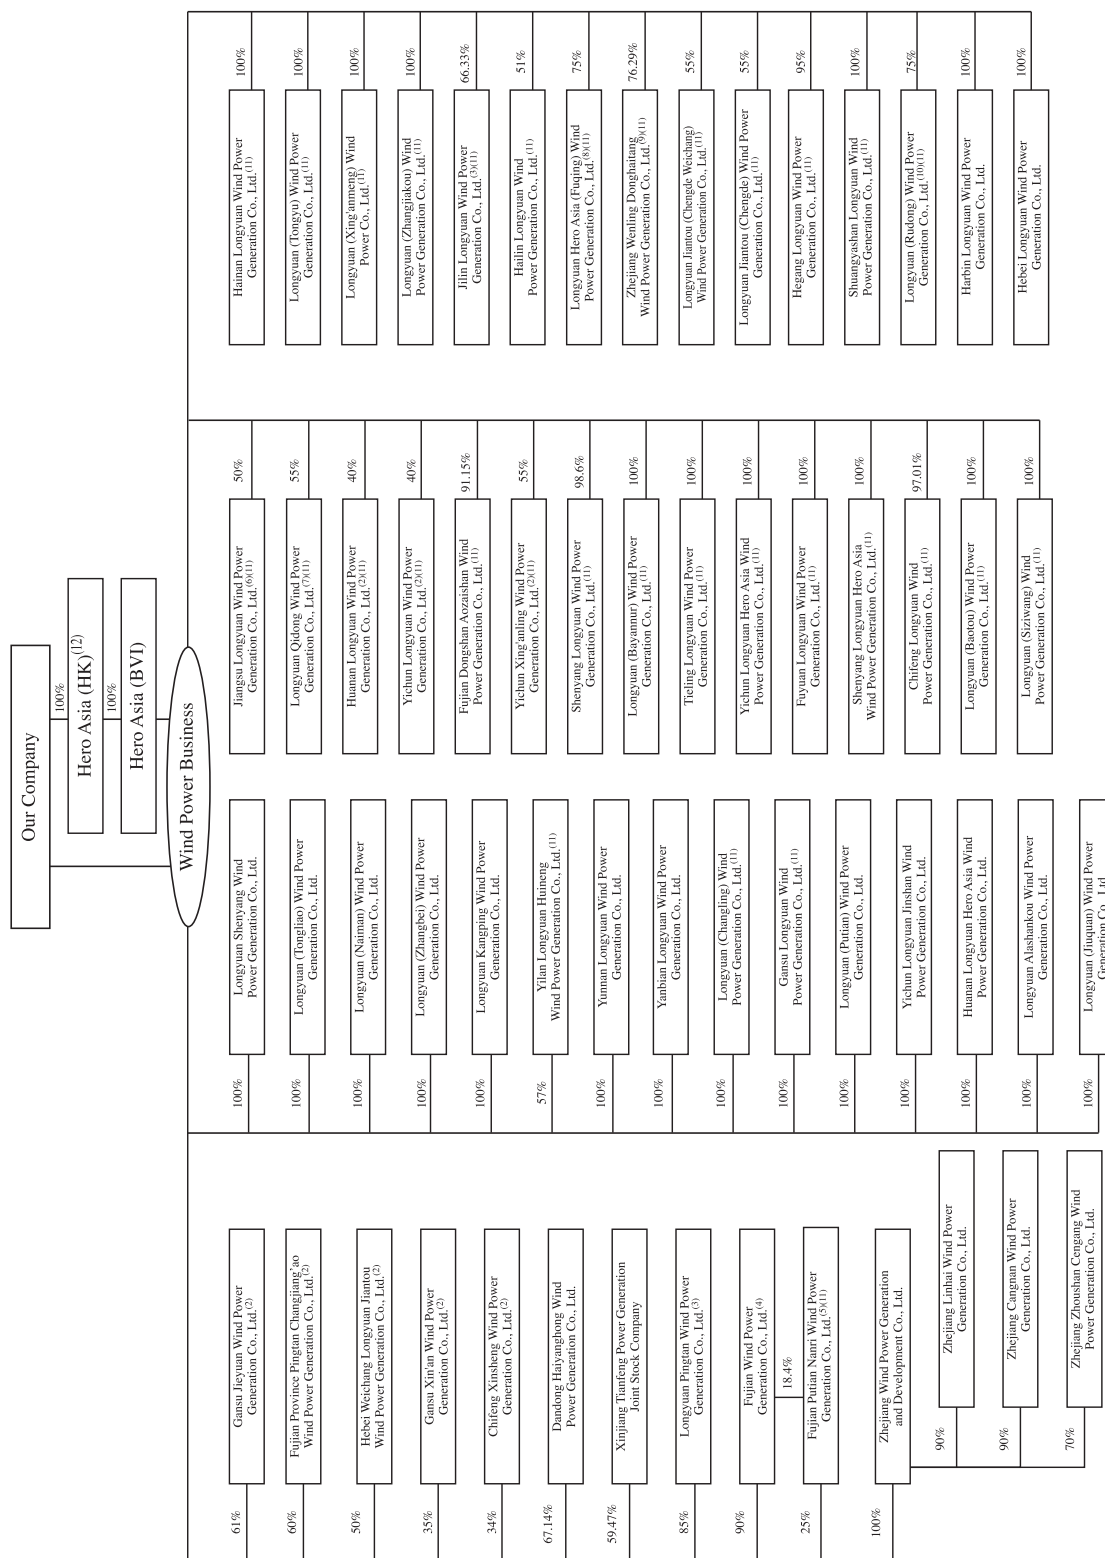 Our Company
100%
Hero Asia (HK)(12)
100%
Hero Asia (BVI)
Wind Power Business
61%
Gansu Jieyuan Wind Power
Generation Co., Ltd.(2)
60%
Fujian Province Pingtan Changjiang'ao
Wind Power Generation Co., Ltd.(2)
50%
Hebei Weichang Longyuan Jiantou
Wind Power Generation Co., Ltd.(2)
35%
Gansu Xin'an Wind Power
Generation Co., Ltd.(2)
34%
Chifeng Xinsheng Wind Power
Generation Co., Ltd.(2)
67.14%
Dandong Haiyanghong Wind
Power Generation Co., Ltd.
59.47%
Xinjiang Tianfeng Power Generation
Joint Stock Company
85%
Longyuan Pingtan Wind Power
Generation Co., Ltd.(3)
90%
Fujian Wind Power
Generation Co., Ltd.(4)
18.4%
25%
Fujian Putian Nanri Wind Power
Generation Co., Ltd.(5)(11)
100%
Zhejiang Wind Power Generation
and Development Co., Ltd.
90%
Zhejiang Linhai Wind Power
Generation Co., Ltd.
90%
Zhejiang Cangnan Wind Power
Generation Co., Ltd.
70%
Zhejiang Zhoushan Cengang Wind
Power Generation Co., Ltd.
100%
Longyuan Shenyang Wind
Power Generation Co., Ltd.
100%
Longyuan (Tongliao) Wind Power
Generation Co., Ltd.
100%
Longyuan (Naiman) Wind Power
Generation Co., Ltd.
100%
Longyuan (Zhangbei) Wind Power
Generation Co., Ltd.
100%
Longyuan Kangping Wind Power
Generation Co., Ltd.
57%
Yilan Longyuan Huineng
Wind Power Generation Co., Ltd.(11)
100%
Yunnan Longyuan Wind Power
Generation Co., Ltd.
100%
Yanbian Longyuan Wind Power
Generation Co., Ltd.
100%
Longyuan (Changling) Wind
Power Generation Co., Ltd.(11)
100%
Gansu Longyuan Wind
Power Generation Co., Ltd.(11)
100%
Longyuan (Putian) Wind Power
Generation Co., Ltd.
100%
Yichun Longyuan Jinshan Wind
Power Generation Co., Ltd.
100%
Huanan Longyuan Hero Asia Wind
Power Generation Co., Ltd.
100%
Longyuan Alashankou Wind Power
Generation Co., Ltd.
100%
Longyuan (Jiuquan) Wind Power
Generation Co., Ltd.
50%
Jiangsu Longyuan Wind Power
Generation Co., Ltd.(6)(11)
55%
Longyuan Qidong Wind Power
Generation Co., Ltd.(7)(11)
40%
Huanan Longyuan Wind Power
Generation Co., Ltd.(2)(11)
40%
Yichun Longyuan Wind Power
Generation Co., Ltd.(2)(11)
91.15%
Fujian Dongshan Aozaishan Wind
Power Generation Co., Ltd.(11)
55%
Yichun Xing'anling Wind Power
Generation Co., Ltd.(2)(11)
98.6%
Shenyang Longyuan Wind Power
Generation Co., Ltd.(11)
100%
Longyuan (Bayannur) Wind Power
Generation Co., Ltd.(11)
100%
Tieling Longyuan Wind Power
Generation Co., Ltd.(11)
100%
Yichun Longyuan Hero Asia Wind
Power Generation Co., Ltd.(11)
100%
Fuyuan Longyuan Wind Power
Generation Co., Ltd.(11)
100%
Shenyang Longyuan Hero Asia
Wind Power Generation Co., Ltd.(11)
97.01%
Chifeng Longyuan Wind
Power Generation Co., Ltd.(11)
100%
Longyuan (Baotou) Wind Power
Generation Co., Ltd.(11)
100%
Longyuan (Siziwang) Wind
Power Generation Co., Ltd.(11)
100%
Hainan Longyuan Wind Power
Generation Co., Ltd.(11)
100%
Longyuan (Tongyu) Wind Power
Generation Co., Ltd.(11)
100%
Longyuan (Xing'anmeng) Wind
Power Co., Ltd.(11)
100%
Longyuan (Zhangjiakou) Wind
Power Generation Co., Ltd.(11)
66.33%
Jilin Longyuan Wind Power
Generation Co., Ltd.(3)(11)
51%
Hailin Longyuan Wind
Power Generation Co., Ltd.(11)
75%
Longyuan Hero Asia (Fuqing) Wind
Power Generation Co., Ltd.(8)(11)
76.29%
Zhejiang Wenling Donghaitang
Wind Power Generation Co., Ltd.(9)(11)
55%
Longyuan Jiantou (Chengde Weichang)
Wind Power Generation Co., Ltd.(11)
55%
Longyuan Jiantou (Chengde) Wind Power
Generation Co., Ltd.(11)
95%
Hegang Longyuan Wind Power
Generation Co., Ltd.(11)
100%
Shuangyashan Longyuan Wind
Power Generation Co., Ltd.(11)
75%
Longyuan (Rudong) Wind Power
Generation Co., Ltd.(10)(11)
100%
Harbin Longyuan Wind Power
Generation Co., Ltd.
100%
Hebei Longyuan Wind Power
Generation Co., Ltd.